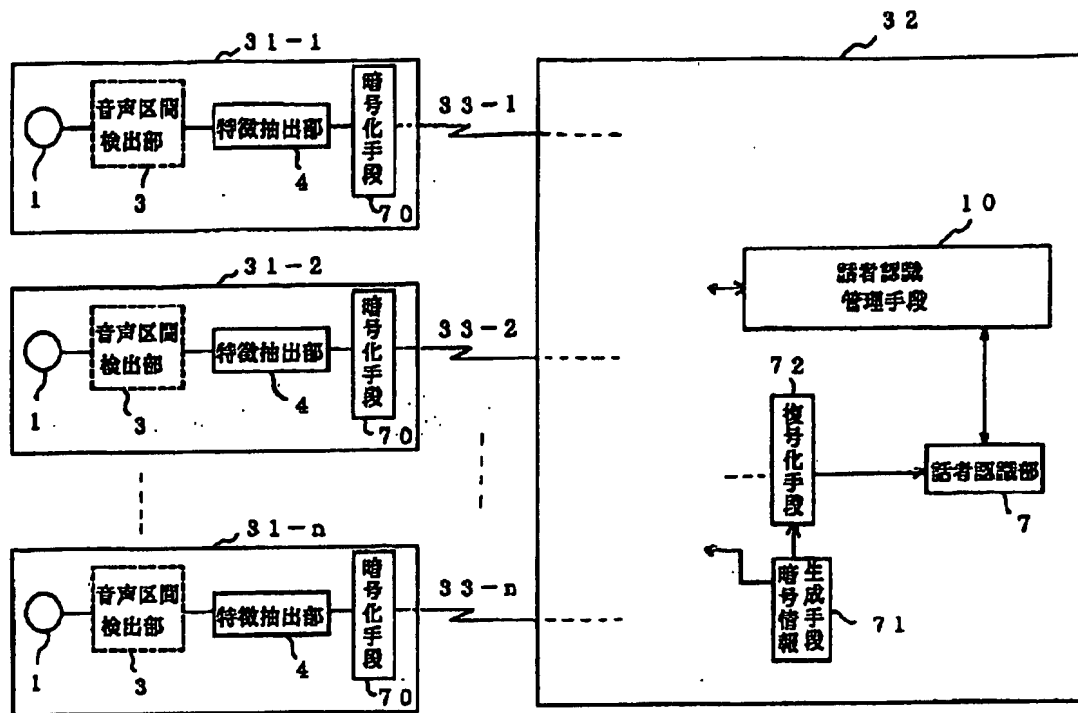 31-1
音声区間
検出部
特徴抽出部
暗号化手段
1
3
4
70
33-1
31-2
音声区間
検出部
特徴抽出部
暗号化手段
1
3
4
70
33-2
31-n
音声区間
検出部
特徴抽出部
暗号化手段
1
3
4
70
33-n
32
10
話者認識
管理手段
72
復号化手段
話者認識部
7
暗号情報
生成手段
71